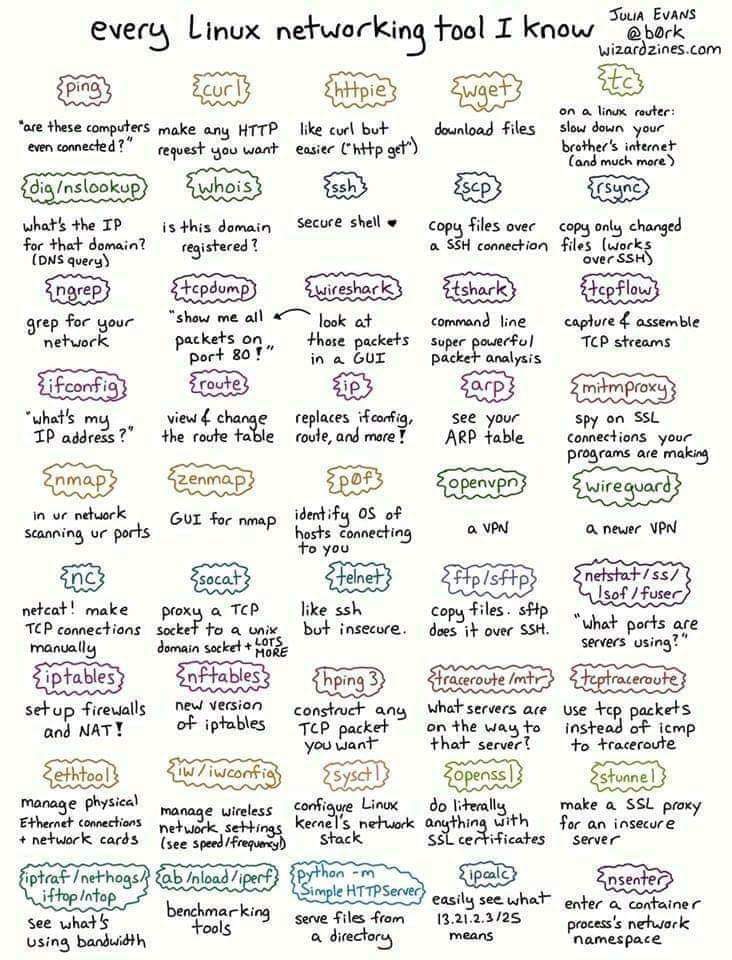 every Linux networking tool I know
JULIA EVANS
@b0rk
wizardzines.com
ping
"are these computers
even connected?"
curl
make any HTTP
request you want
httpie
like curl but
easier ("http get")
wget
download files
tc
on a linux router:
slow down your
brother's internet
(and much more)
dig/nslookup
what's the IP
for that domain?
(DNS query)
whois
is this domain
registered?
ssh
secure shell ♥
scp
copy files over
a SSH connection
rsync
copy only changed
files (works
over SSH)
ngrep
grep for your
network
tcpdump
"show me all
packets on
port 80!"
wireshark
look at
those packets
in a GUI
tshark
command line
super powerful
packet analysis
tcpflow
capture & assemble
TCP streams
ifconfig
"what's my
IP address?"
route
view & change
the route table
ip
replaces ifconfig,
route, and more!
arp
see your
ARP table
mitmproxy
spy on SSL
connections your
programs are making
nmap
in ur network
scanning ur ports
zenmap
GUI for nmap
p0f
identify OS of
hosts connecting
to you
openvpn
a VPN
wireguard
a newer VPN
nc
netcat! make
TCP connections
manually
socat
proxy a TCP
socket to a unix
domain socket + LOTS
MORE
telnet
like ssh
but insecure.
ftp/sftp
copy files. sftp
does it over SSH.
netstat/ss/
lsof/fuser
"what ports are
servers using?"
iptables
set up firewalls
and NAT!
nftables
new version
of iptables
hping3
construct any
TCP packet
you want
traceroute/mtr
what servers are
on the way to
that server?
tcptraceroute
use tcp packets
instead of icmp
to traceroute
ethtool
manage physical
Ethernet connections
+ network cards
iw/iwconfig
manage wireless
network settings
(see speed/frequency!)
sysctl
configure Linux
kernel's network
stack
openssl
do literally
anything with
SSL certificates
stunnel
make a SSL proxy
for an insecure
server
iptraf/nethogs/
iftop/ntop
see what's
using bandwidth
ab/nload/iperf
benchmarking
tools
python -m
SimpleHTTPServer
serve files from
a directory
ipcalc
easily see what
13.21.2.3/25
means
nsenter
enter a container
process's network
namespace